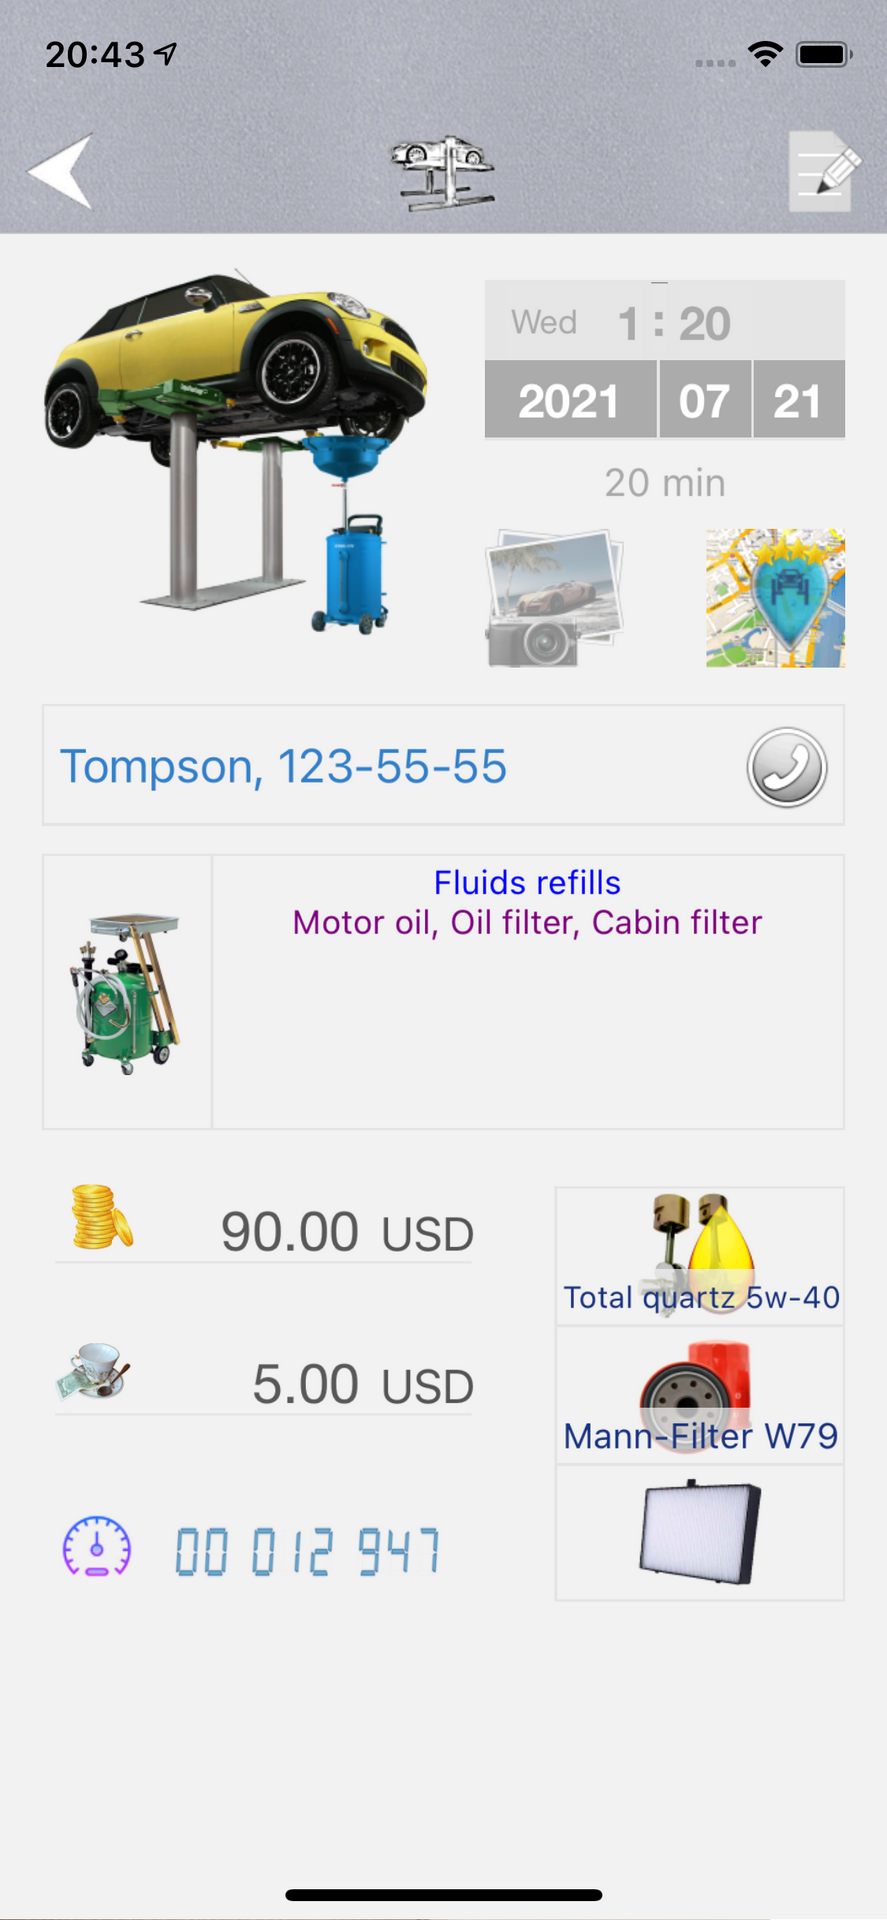 20:43
Wed 1 : 20
2021 07 21
20 min
Tompson, 123-55-55
Fluids refills
Motor oil, Oil filter, Cabin filter
90.00 USD
Total quartz 5w-40
5.00 USD
Mann-Filter W79
00 012 947